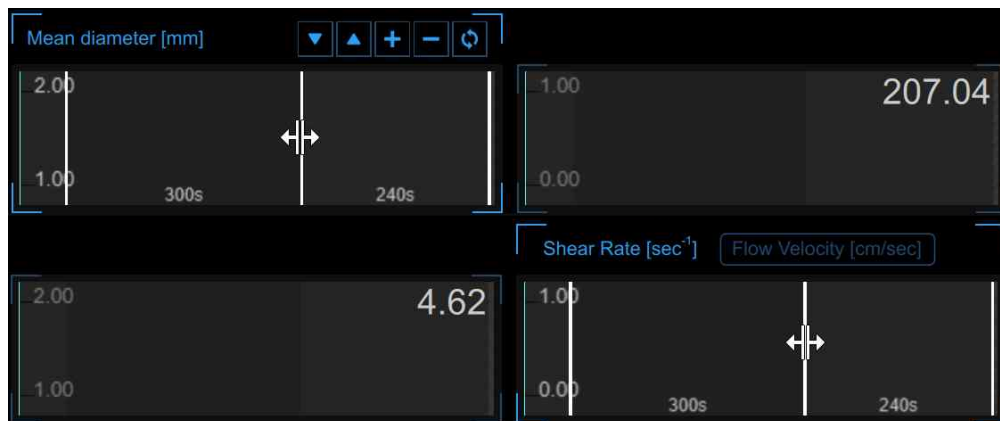 Mean diameter [mm]
2.00
1.00
300s
240s
1.00
207.04
0.00
Shear Rate [sec⁻¹]
Flow Velocity [cm/sec]
2.00
4.62
1.00
1.00
0.00
300s
240s